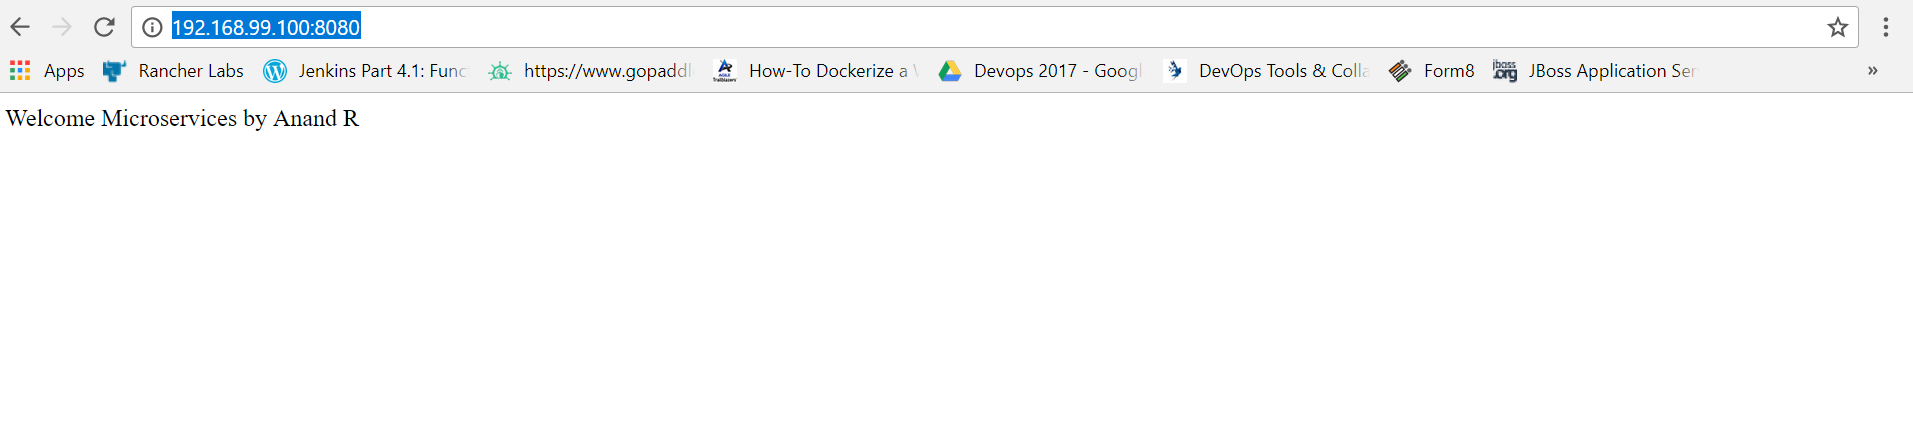 192.168.99.100:8080
Apps Rancher Labs Jenkins Part 4.1: Func https://www.gopaddl How-To Dockerize a Devops 2017 - Googl DevOps Tools & Colla Form8 JBoss Application Ser »
Welcome Microservices by Anand R